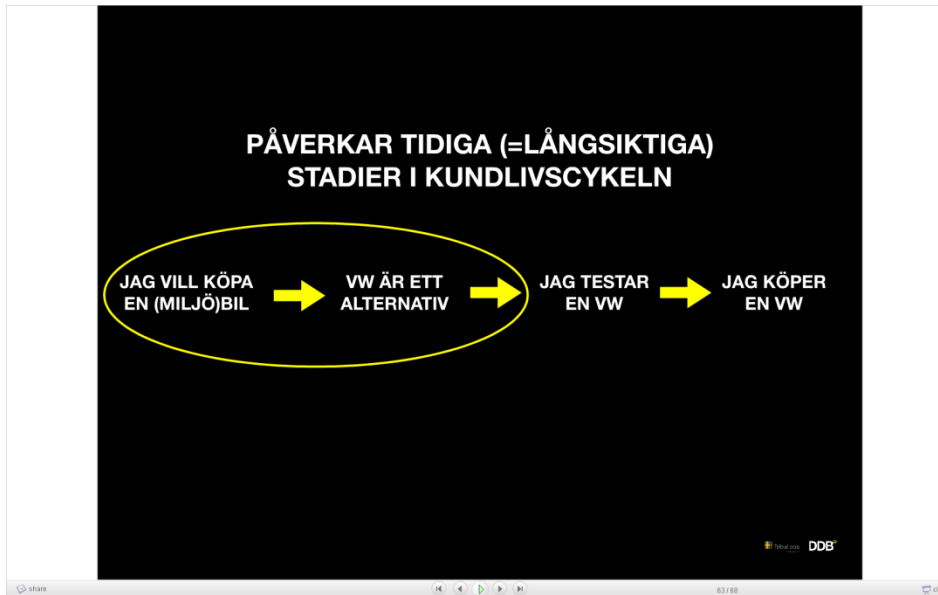 PÅVERKAR TIDIGA (=LÅNGSIKTIGA)
STADIER I KUNDLIVSCYKELN
JAG VILL KÖPA
EN (MILJÖ)BIL
VW ÄR ETT
ALTERNATIV
JAG TESTAR
EN VW
JAG KÖPER
EN VW
DDB
share
63 / 68